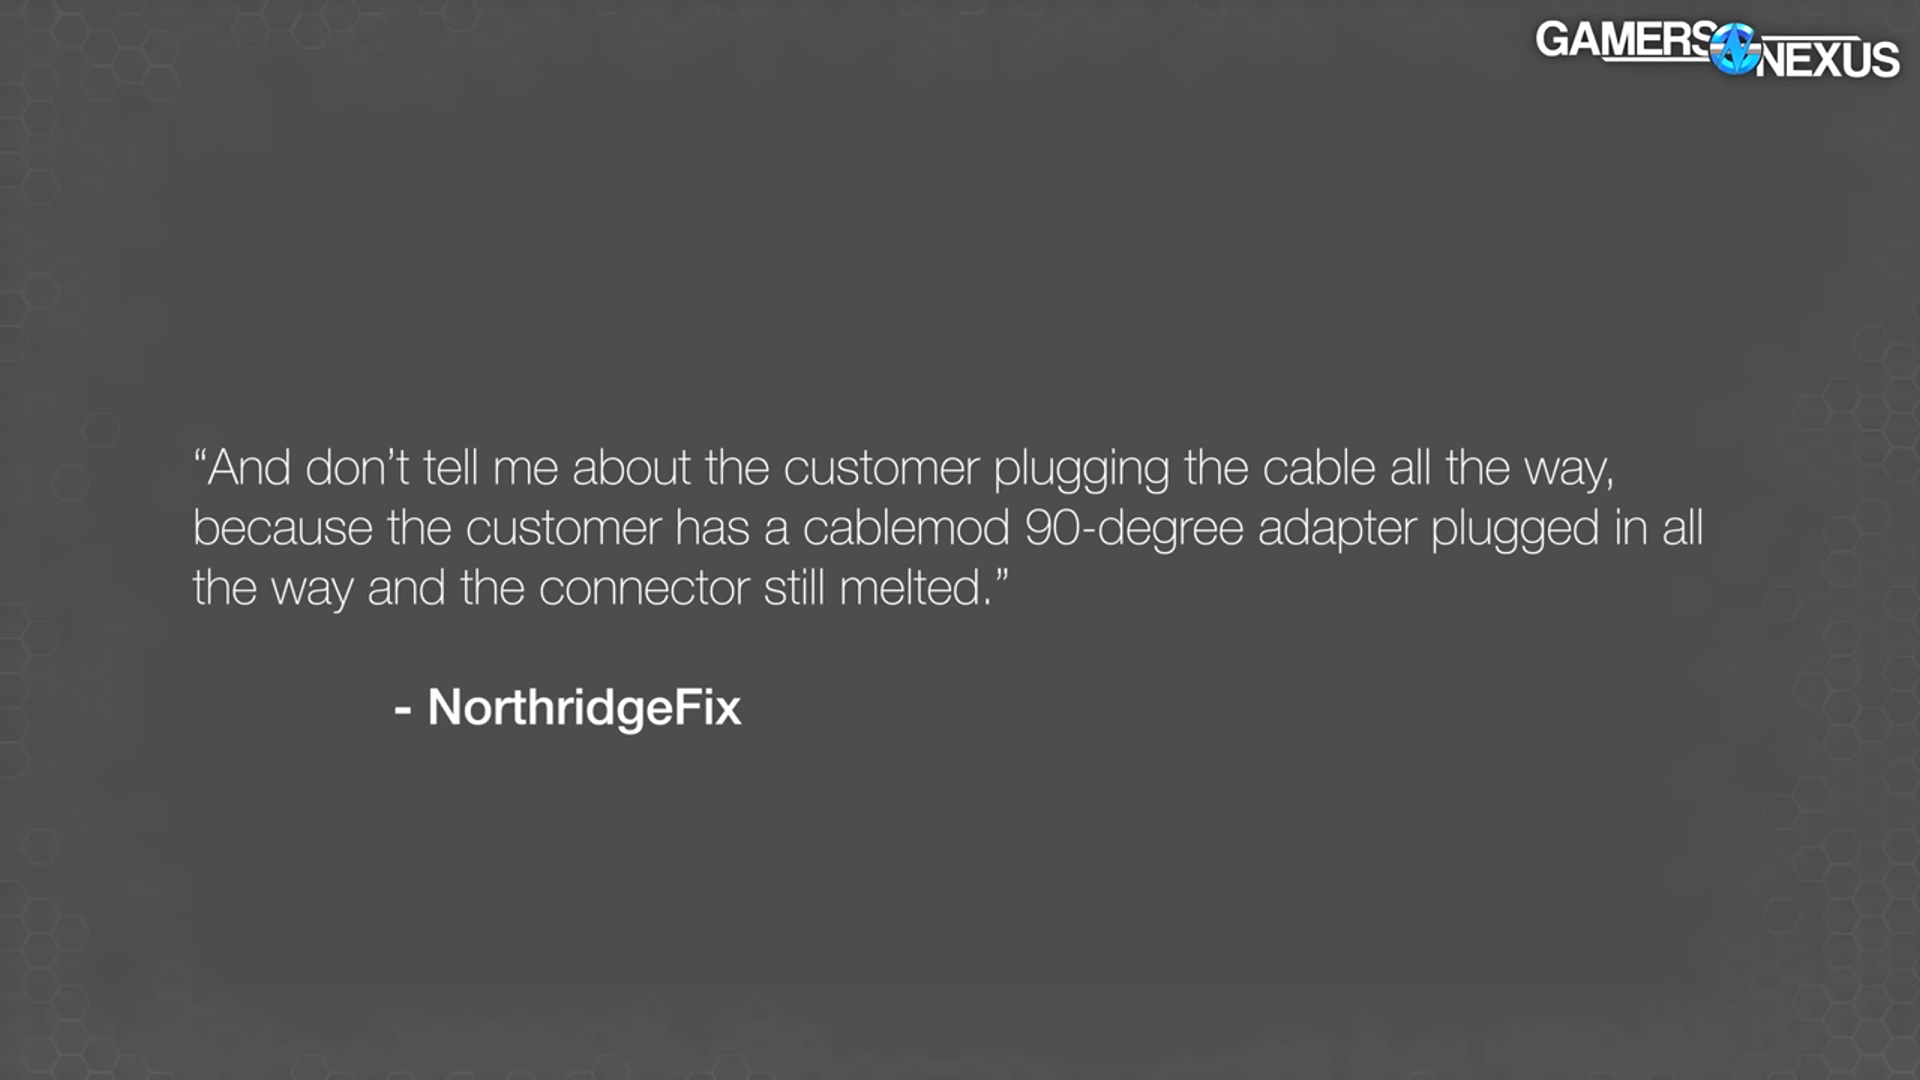 GAMERS NEXUS
“And don’t tell me about the customer plugging the cable all the way,
because the customer has a cablemod 90-degree adapter plugged in all
the way and the connector still melted.”
- NorthridgeFix